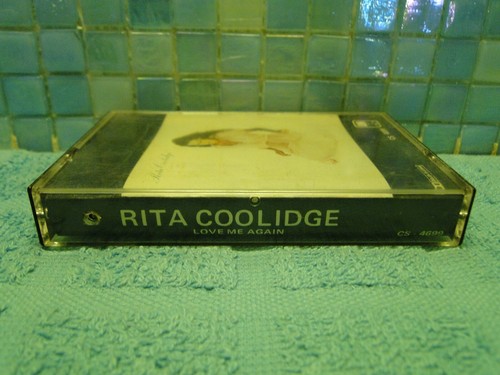 RITA COOLIDGE
LOVE ME AGAIN
CS 4699